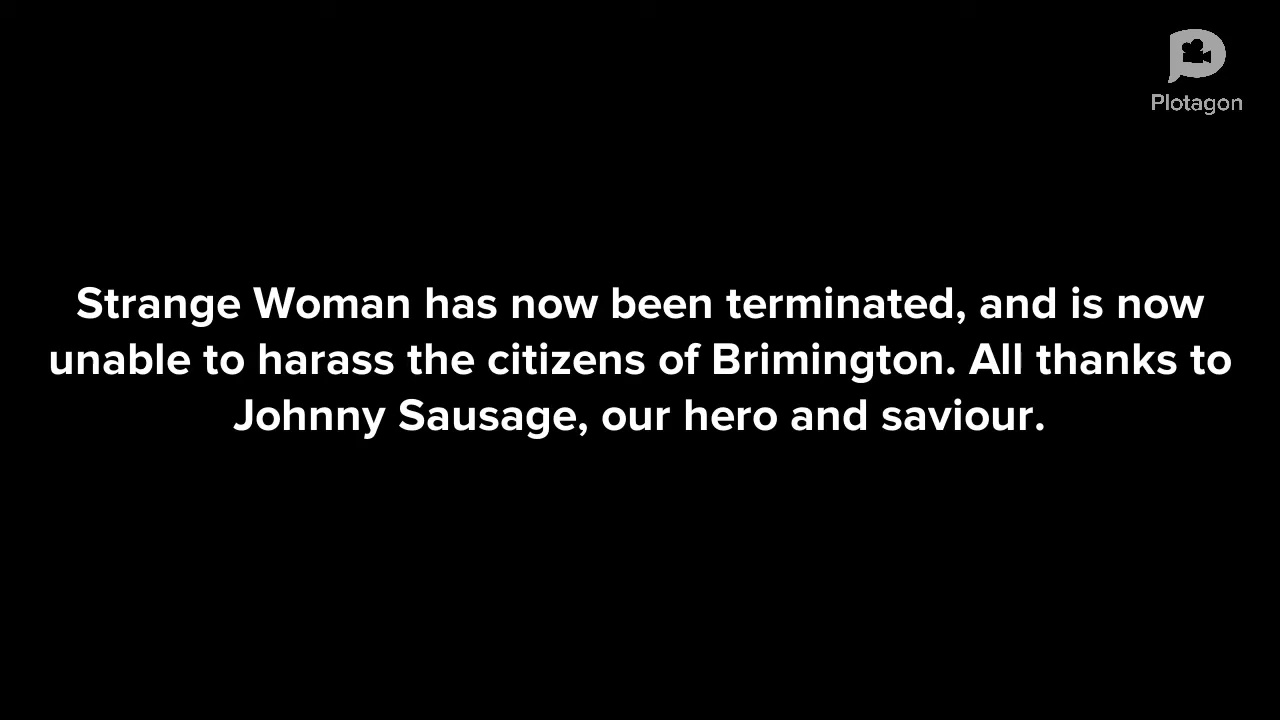 Plotagon
Strange Woman has now been terminated, and is now
unable to harass the citizens of Brimington. All thanks to
Johnny Sausage, our hero and saviour.